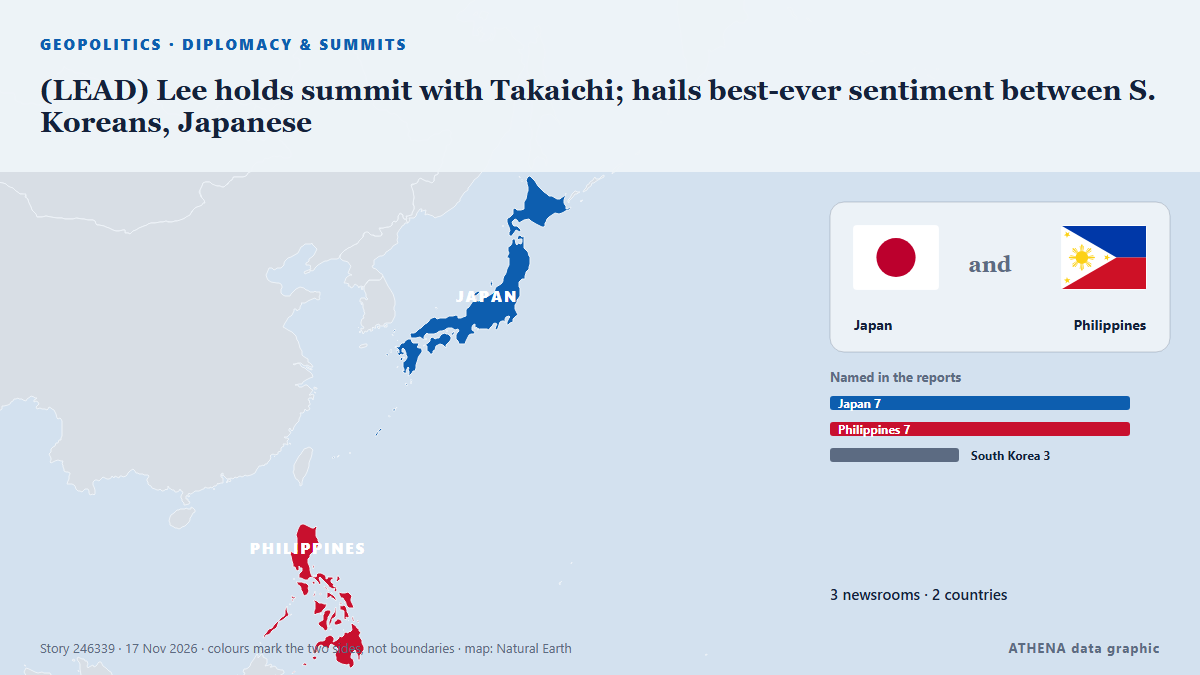 GEOPOLITICS · DIPLOMACY & SUMMITS
(LEAD) Lee holds summit with Takaichi; hails best-ever sentiment between S.
Koreans, Japanese
JAPAN
PHILIPPINES
and
Japan
Philippines
Named in the reports
Japan 7
Philippines 7
South Korea 3
3 newsrooms · 2 countries
Story 246339 · 17 Nov 2026 · colours mark the two sides, not boundaries · map: Natural Earth
ATHENA data graphic